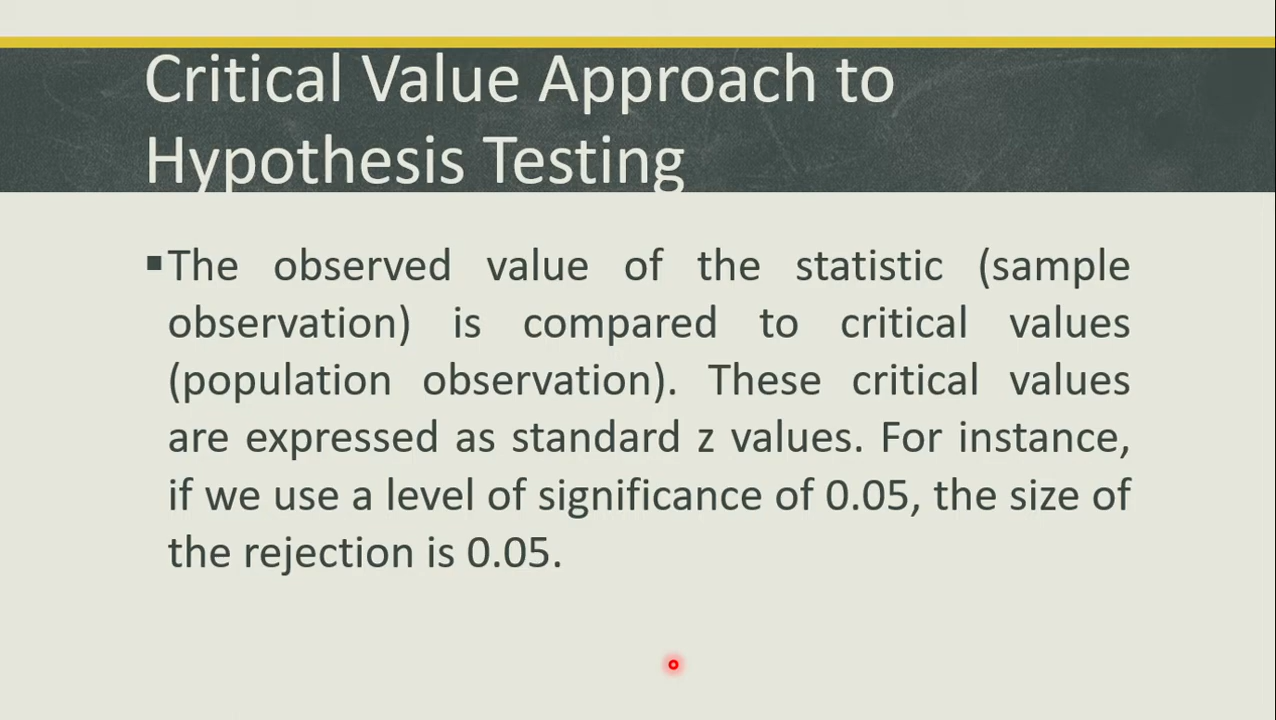 Critical Value Approach to
Hypothesis Testing
▪The observed value of the statistic (sample
observation) is compared to critical values
(population observation). These critical values
are expressed as standard z values. For instance,
if we use a level of significance of 0.05, the size of
the rejection is 0.05.